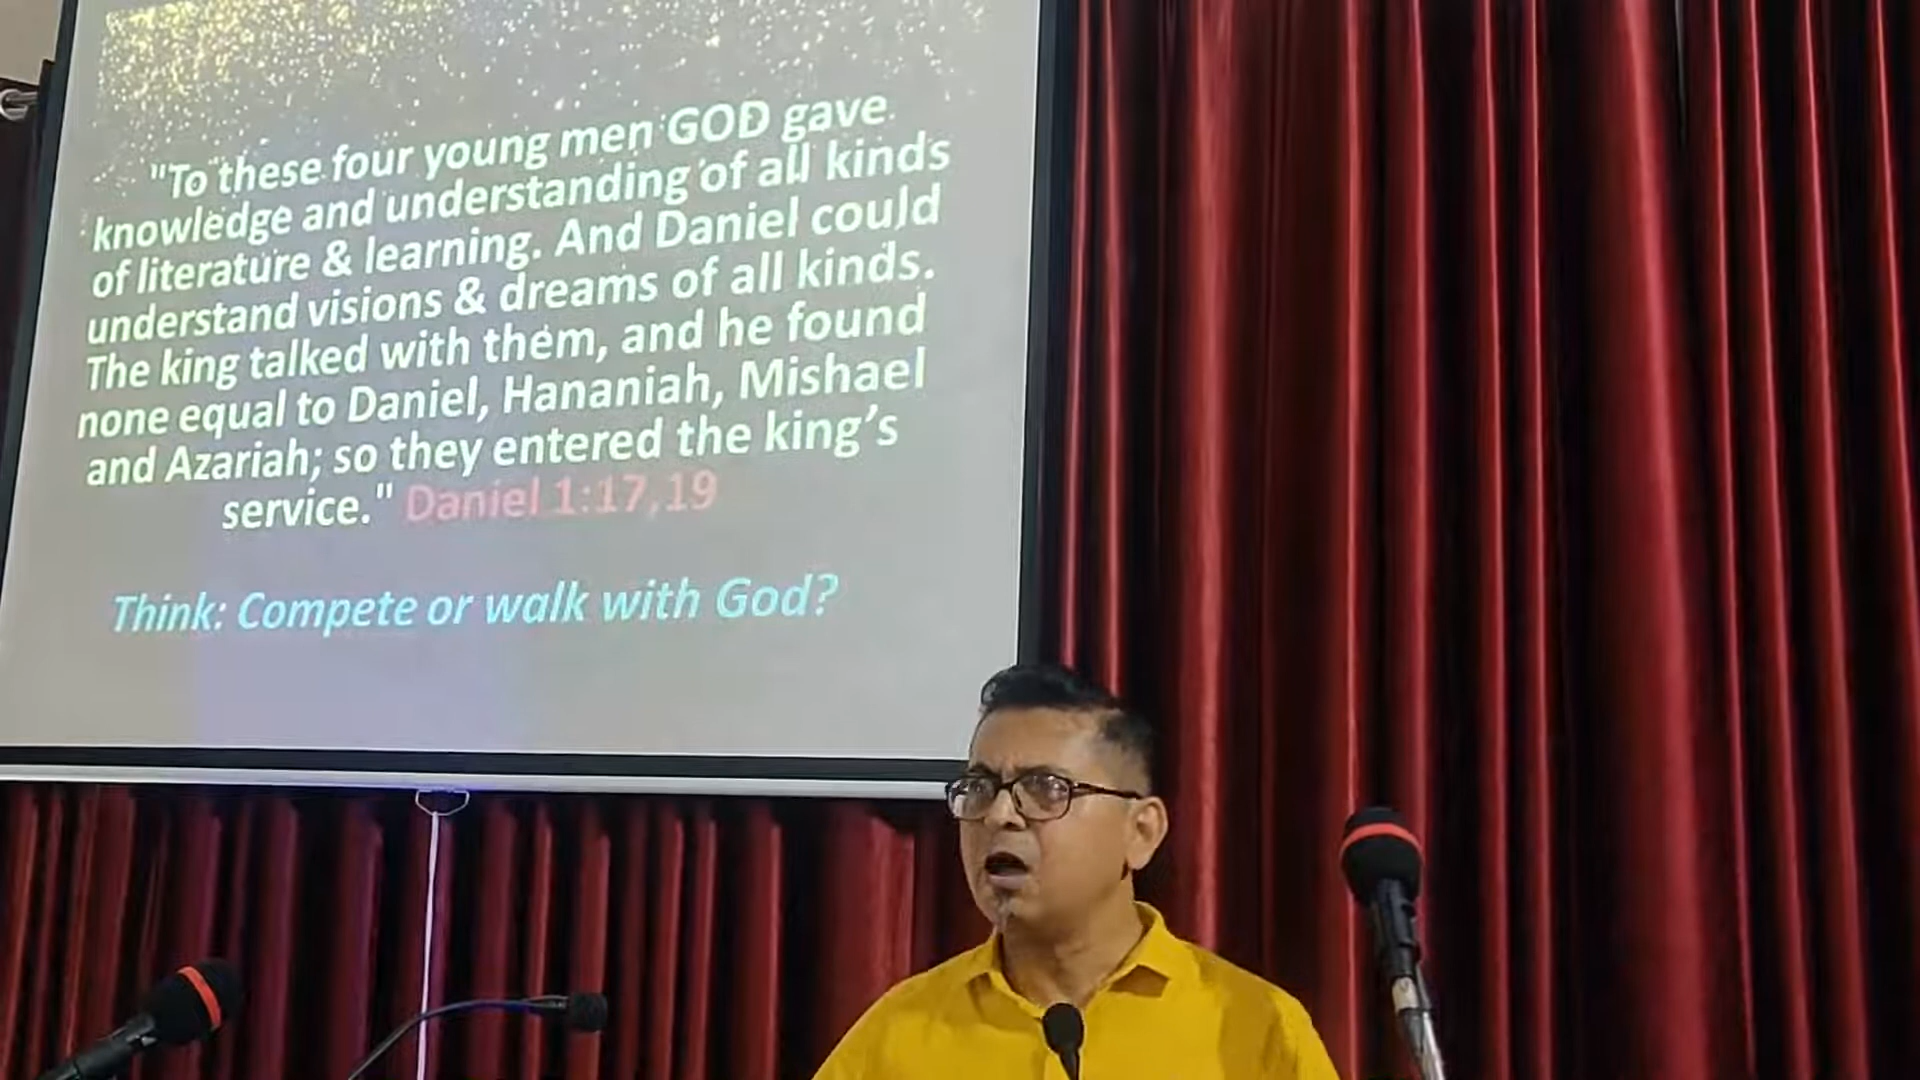 "To these four young men GOD gave
knowledge and understanding of all kinds
of literature & learning. And Daniel could
understand visions & dreams of all kinds.
The king talked with them, and he found
none equal to Daniel, Hananiah, Mishael
and Azariah; so they entered the king’s
service." Daniel 1:17,19
Think: Compete or walk with God?